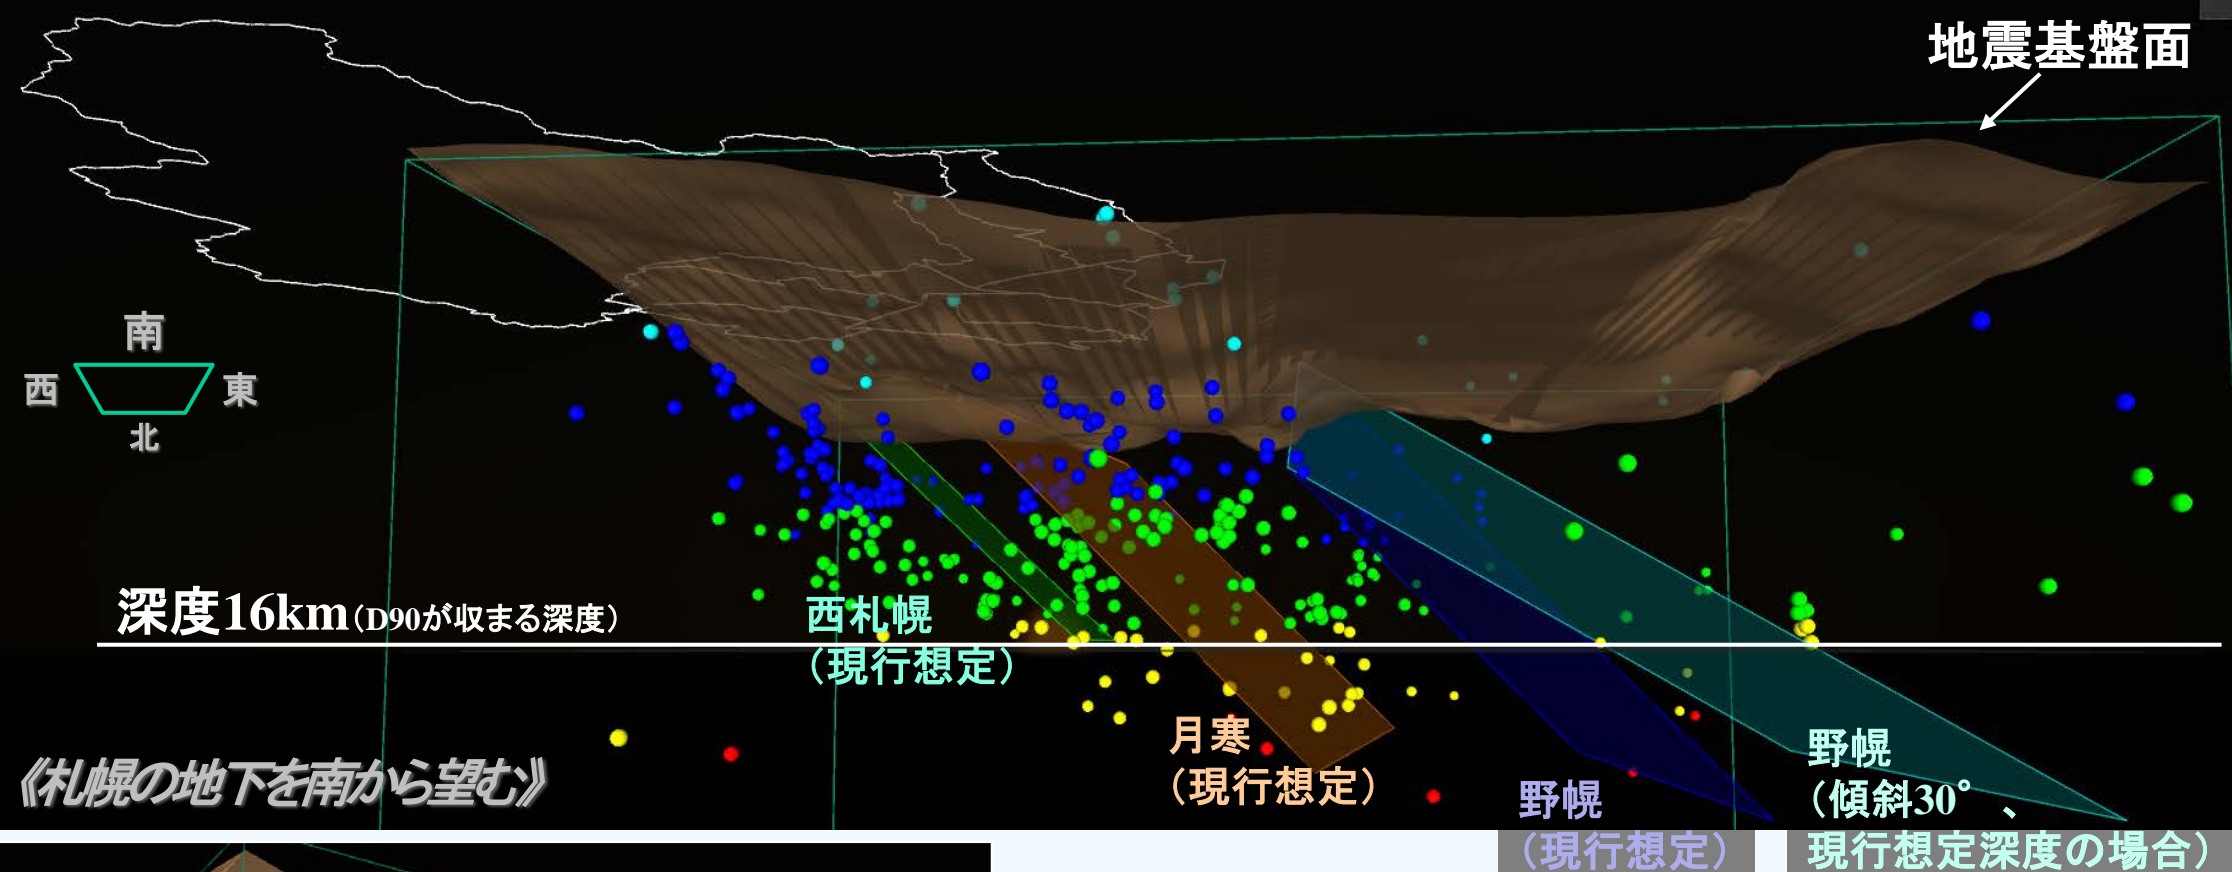 地震基盤面
南
西
東
北
深度16km(D90が収まる深度)
西札幌
(現行想定)
月寒
(現行想定)
野幌
(現行想定)
野幌
(傾斜30°、
現行想定深度の場合)
《札幌の地下を南から望む》